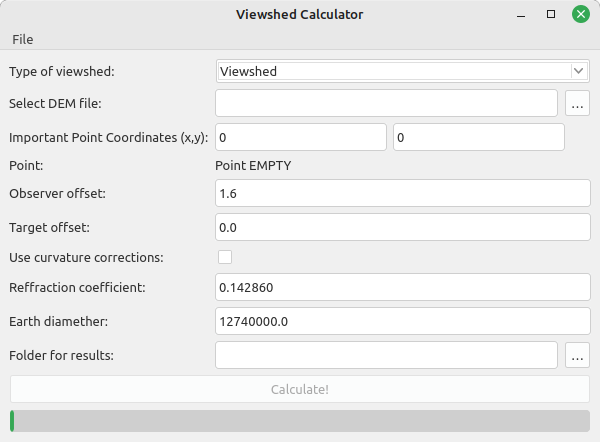 Viewshed Calculator
File
Type of viewshed: Viewshed
Select DEM file: ...
Important Point Coordinates (x,y): 0 0
Point: Point EMPTY
Observer offset: 1.6
Target offset: 0.0
Use curvature corrections:
Reffraction coefficient: 0.142860
Earth diamether: 12740000.0
Folder for results: ...
Calculate!